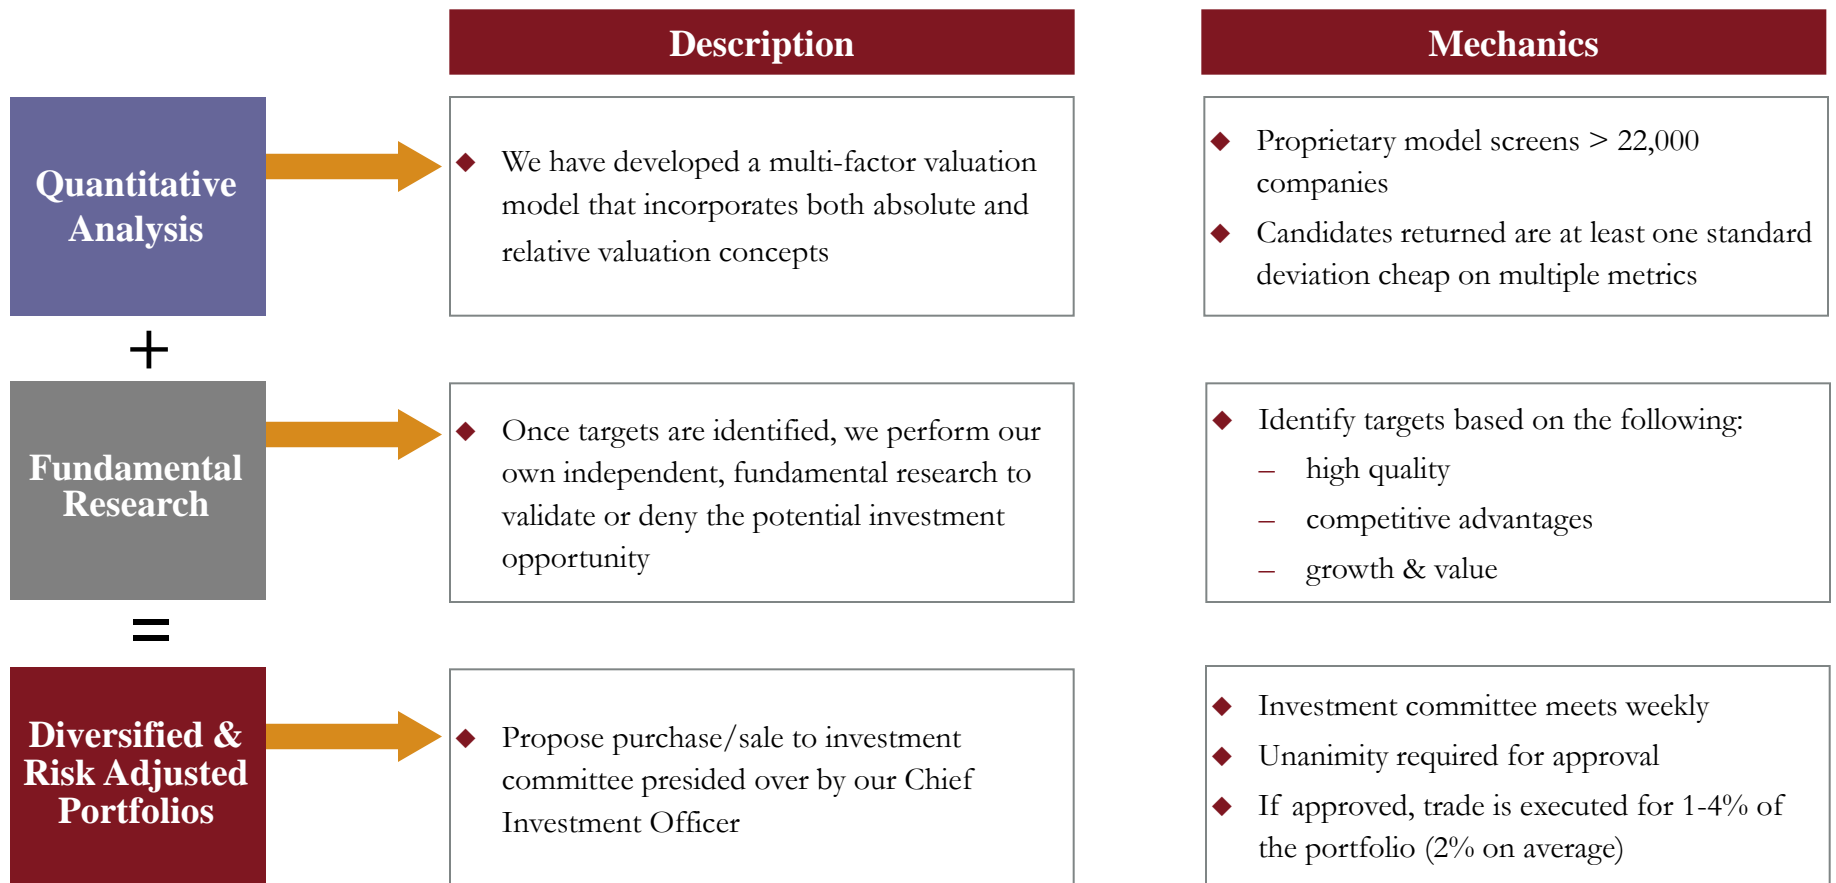 Description
Mechanics
Quantitative
Analysis
◆ We have developed a multi-factor valuation
model that incorporates both absolute and
relative valuation concepts
◆ Proprietary model screens > 22,000
companies
◆ Candidates returned are at least one standard
deviation cheap on multiple metrics
+
Fundamental
Research
◆ Once targets are identified, we perform our
own independent, fundamental research to
validate or deny the potential investment
opportunity
◆ Identify targets based on the following:
– high quality
– competitive advantages
– growth & value
=
Diversified &
Risk Adjusted
Portfolios
◆ Propose purchase/sale to investment
committee presided over by our Chief
Investment Officer
◆ Investment committee meets weekly
◆ Unanimity required for approval
◆ If approved, trade is executed for 1-4% of
the portfolio (2% on average)